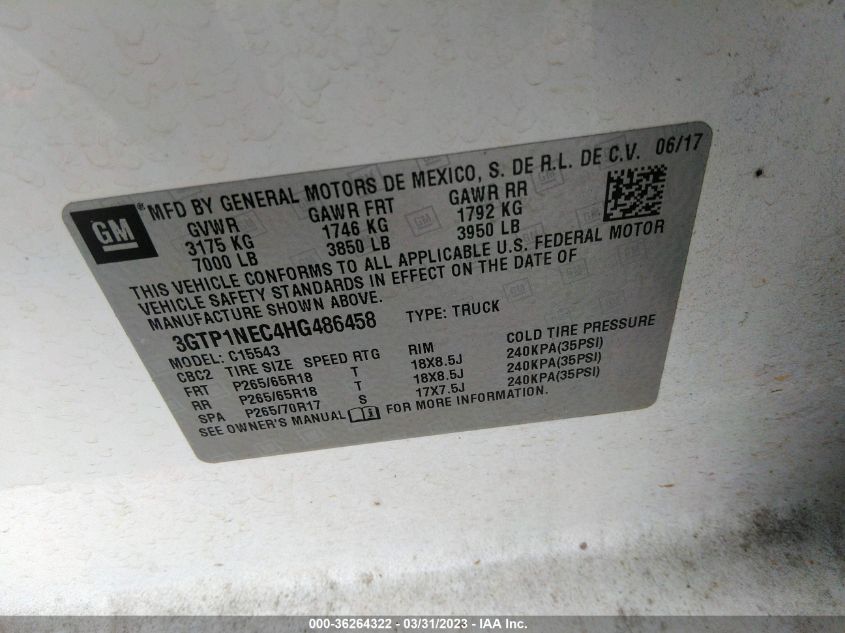 GM
MFD BY GENERAL MOTORS DE MEXICO, S. DE R.L. DE C.V. 06/17
GVWR GAWR FRT GAWR RR
3175 KG 1746 KG 1792 KG
7000 LB 3850 LB 3950 LB
THIS VEHICLE CONFORMS TO ALL APPLICABLE U.S. FEDERAL MOTOR
VEHICLE SAFETY STANDARDS IN EFFECT ON THE DATE OF
MANUFACTURE SHOWN ABOVE.
3GTP1NEC4HG486458 TYPE: TRUCK
MODEL: C15543
CBC2 TIRE SIZE SPEED RTG RIM COLD TIRE PRESSURE
FRT P265/65R18 T 18X8.5J 240KPA(35PSI)
RR P265/65R18 T 18X8.5J 240KPA(35PSI)
SPA P265/70R17 S 17X7.5J 240KPA(35PSI)
SEE OWNER'S MANUAL FOR MORE INFORMATION.
000-36264322 — 03/31/2023 — IAA Inc.